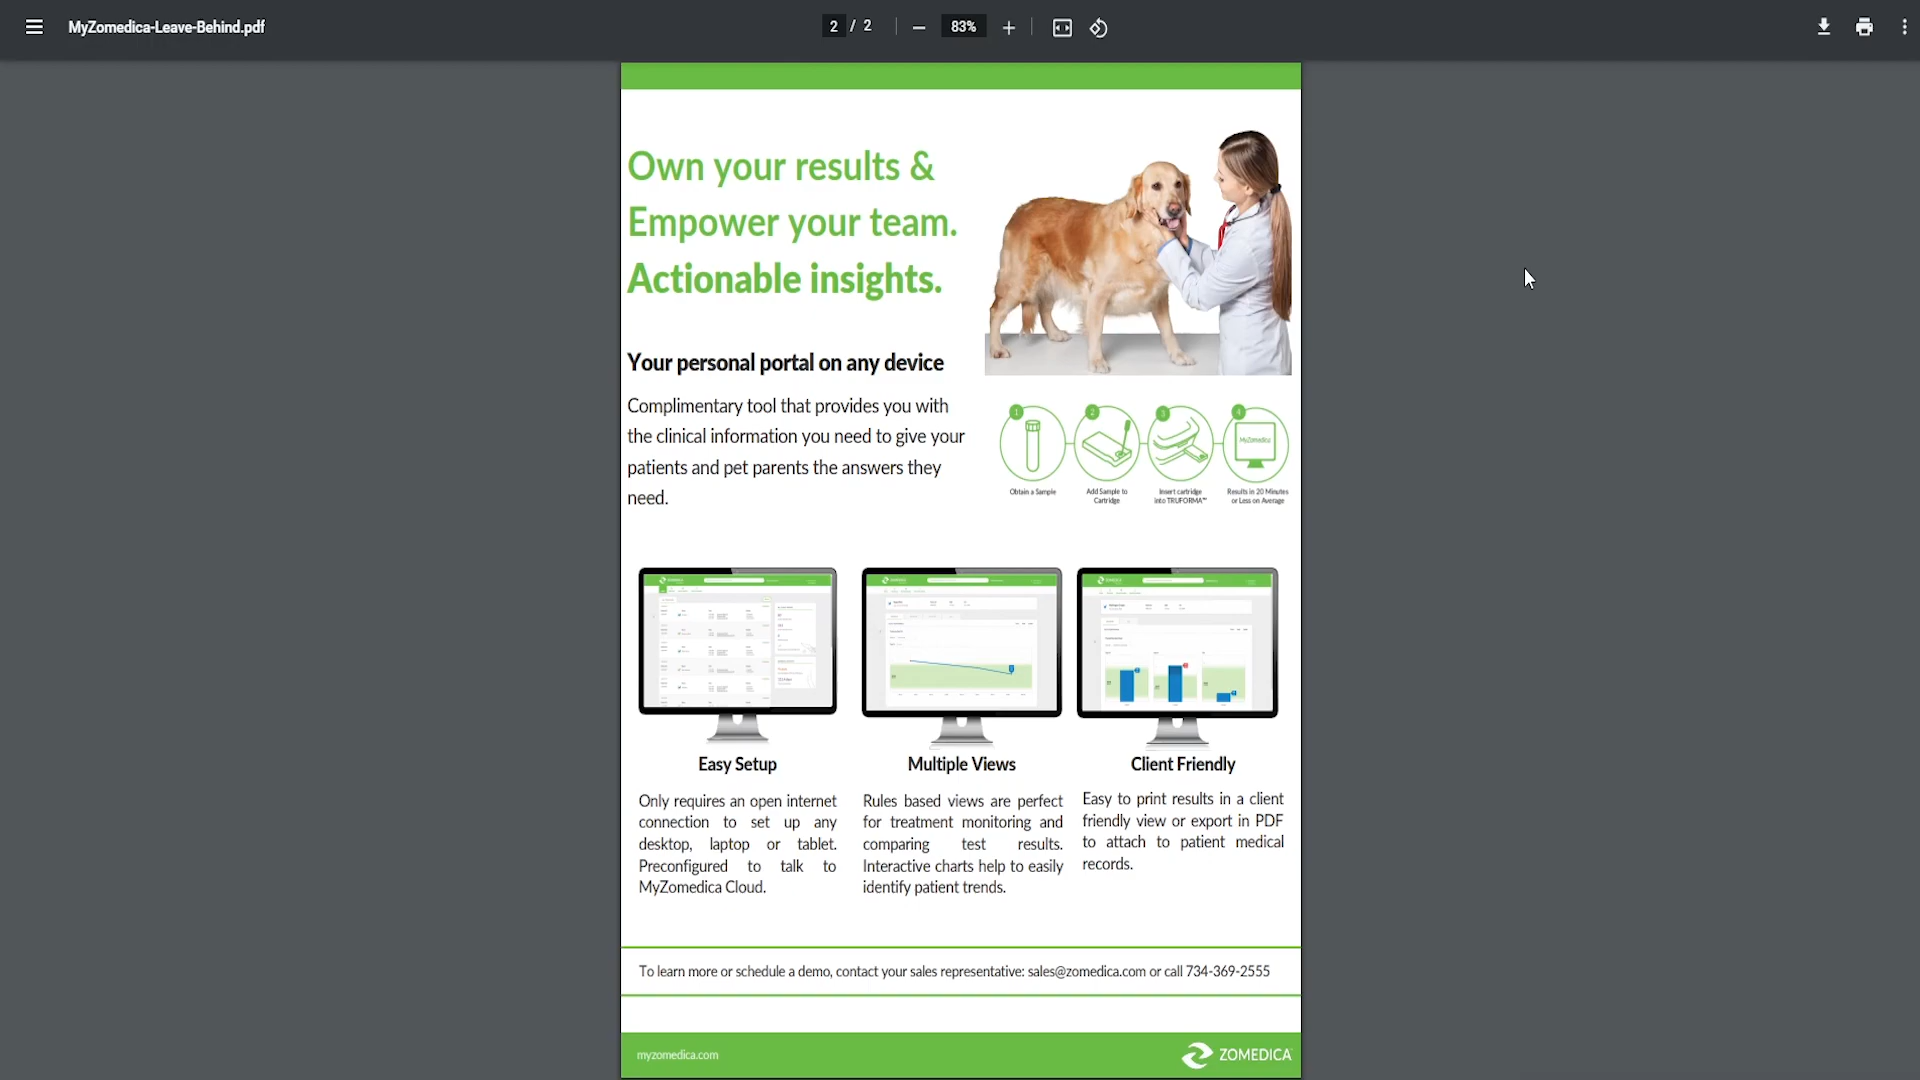 MyZomedica-Leave-Behind.pdf
2 / 2
83%
Own your results &
Empower your team.
Actionable insights.
Your personal portal on any device
Complimentary tool that provides you with
the clinical information you need to give your
patients and pet parents the answers they
need.
1
2
3
4
MyZomedica
Obtain a Sample
Add Sample to
Cartridge
Insert cartridge
into TRUFORMA™
Results in 20 Minutes
or Less on Average
Easy Setup
Only requires an open internet
connection to set up any
desktop, laptop or tablet.
Preconfigured to talk to
MyZomedica Cloud.
Multiple Views
Rules based views are perfect
for treatment monitoring and
comparing test results.
Interactive charts help to easily
identify patient trends.
Client Friendly
Easy to print results in a client
friendly view or export in PDF
to attach to patient medical
records.
To learn more or schedule a demo, contact your sales representative: sales@zomedica.com or call 734-369-2555
myzomedica.com
ZOMEDICA